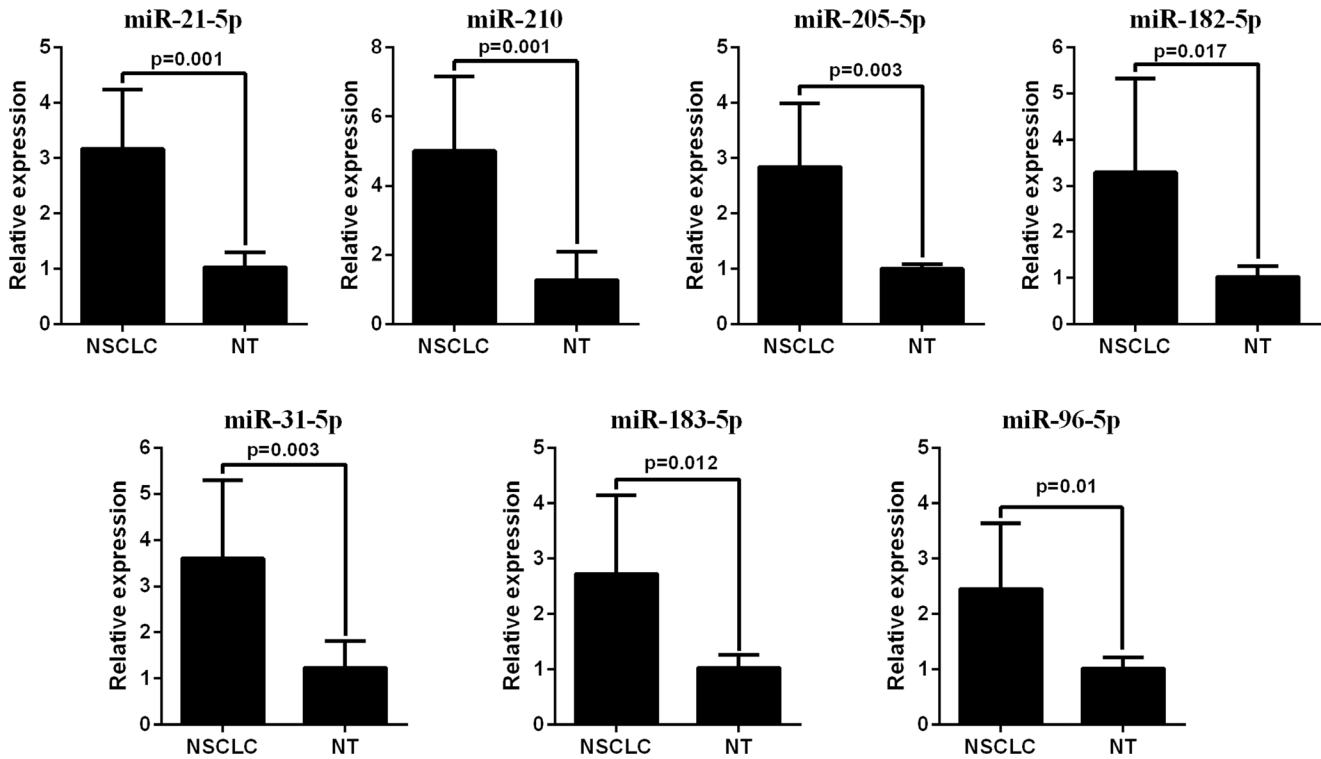 miR-21-5p
p=0.001
Relative expression
5
4
3
2
1
0
NSCLC NT
miR-210
p=0.001
Relative expression
8
6
4
2
0
NSCLC NT
miR-205-5p
p=0.003
Relative expression
5
4
3
2
1
0
NSCLC NT
miR-182-5p
p=0.017
Relative expression
6
5
4
3
2
1
0
NSCLC NT
miR-31-5p
p=0.003
Relative expression
6
5
4
3
2
1
0
NSCLC NT
miR-183-5p
p=0.012
Relative expression
5
4
3
2
1
0
NSCLC NT
miR-96-5p
p=0.01
Relative expression
5
4
3
2
1
0
NSCLC NT